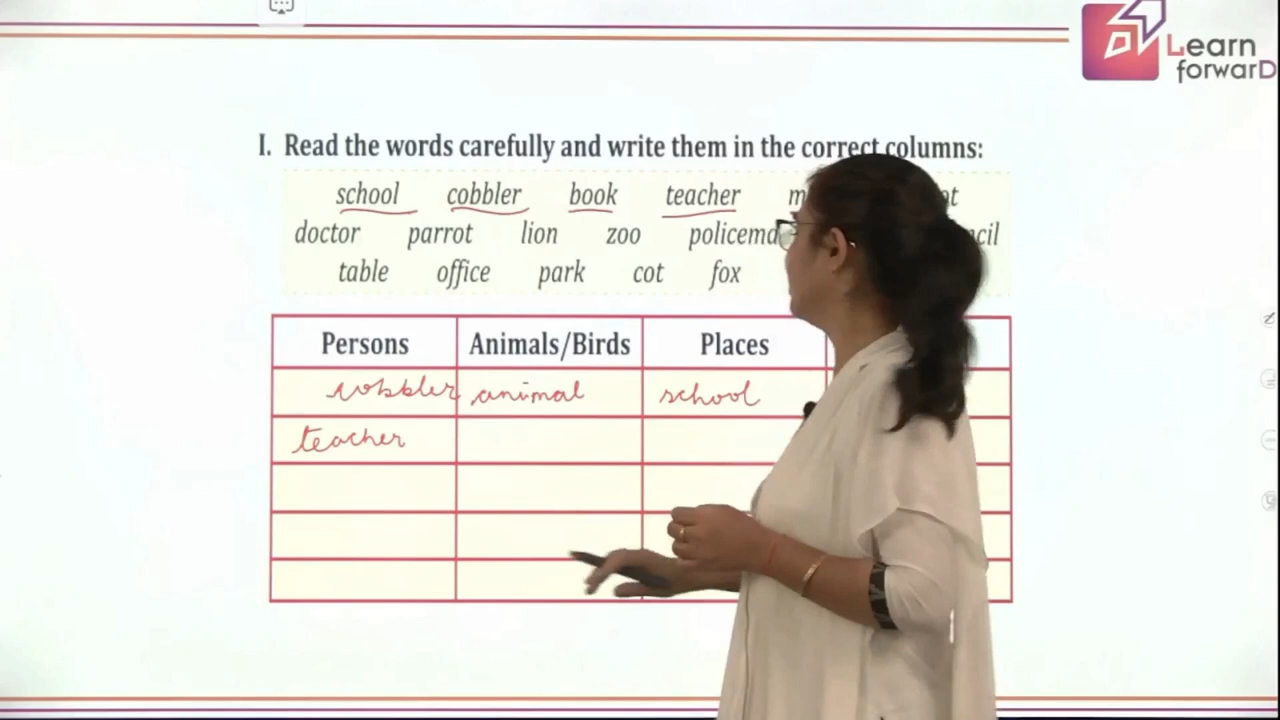 Learn
forwarD
I. Read the words carefully and write them in the correct columns:
school cobbler book teacher
doctor parrot lion zoo
table office park cot fox
Persons Animals/Birds Places
cobbler animal school
teacher